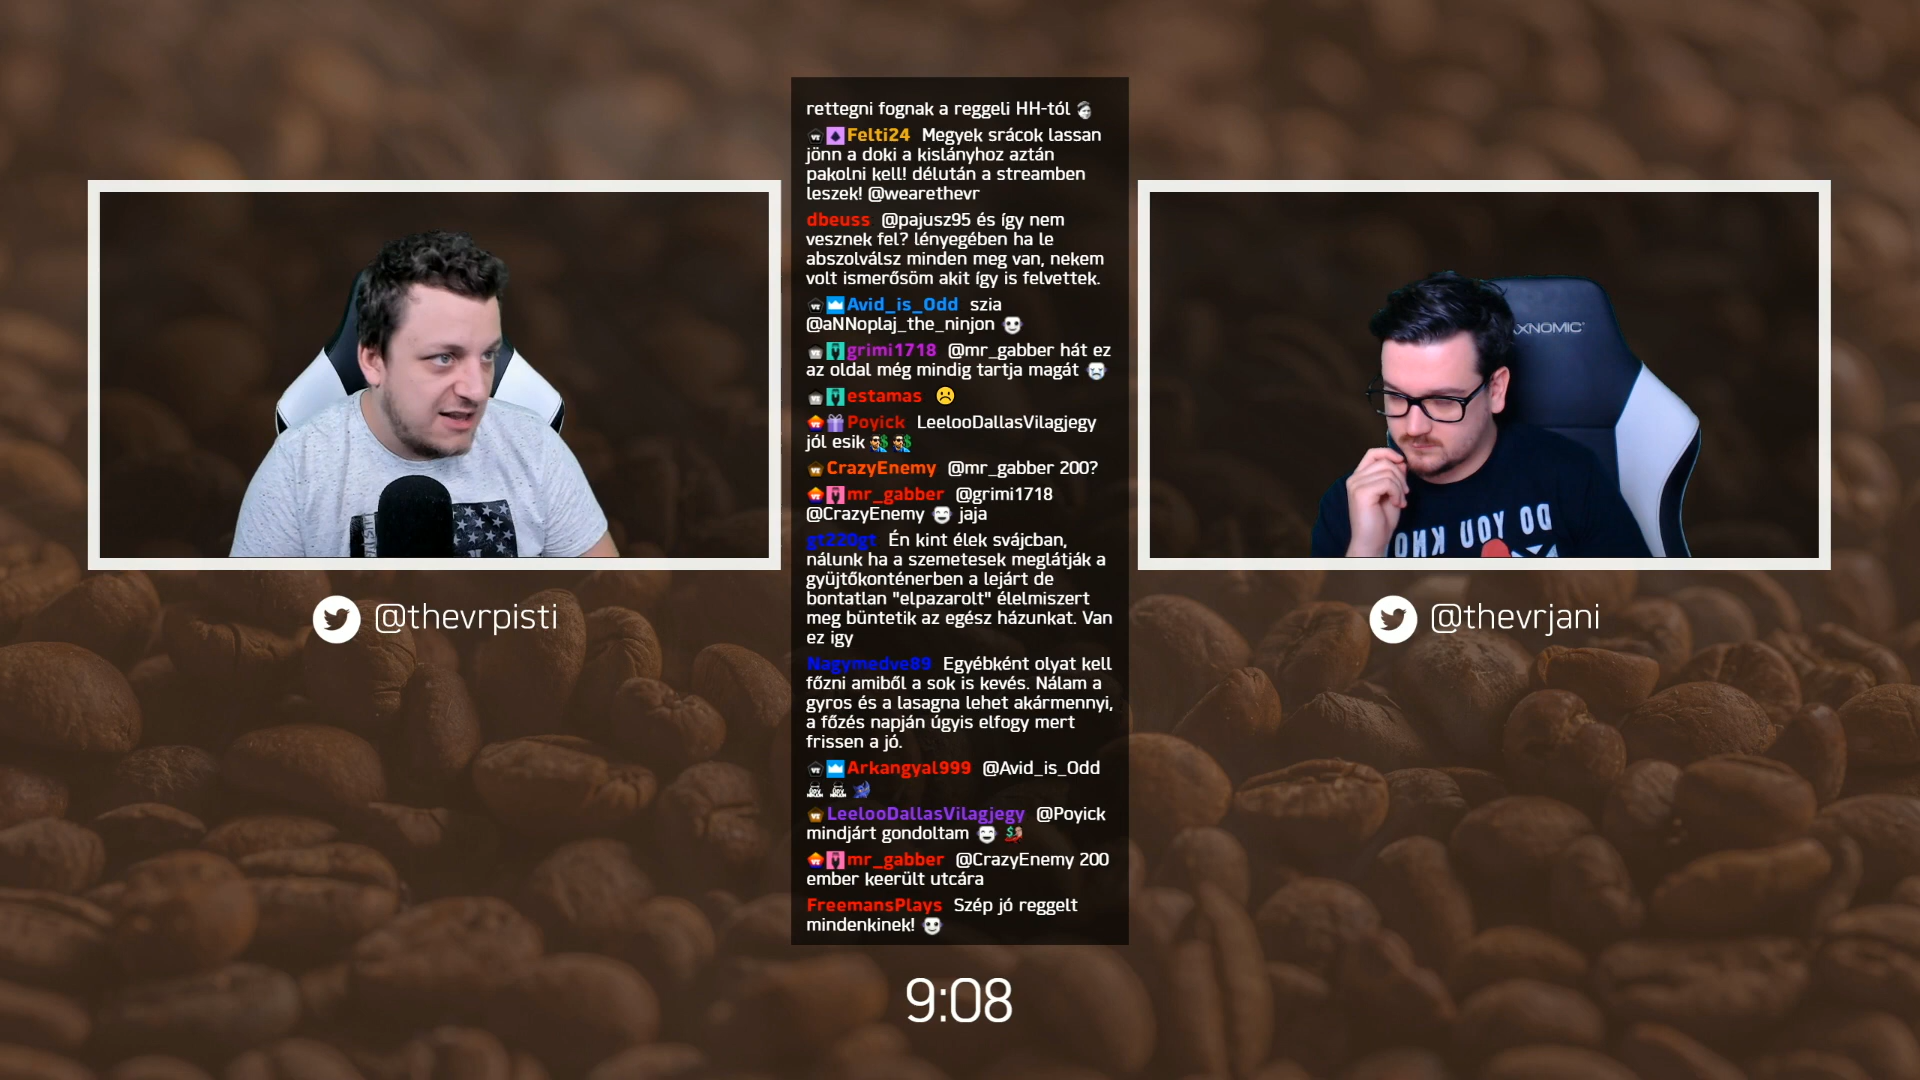 rettegni fognak a reggeli HH-tól
Felti24 Megyek srácok lassan
jönn a doki a kislányhoz aztán
pakolni kell! délután a streamben
leszek! @wearethevr
dbeuss @pajusz95 és így nem
vesznek fel? lényegében ha le
abszolválsz minden meg van, nekem
volt ismerősöm akit így is felvettek.
Avid_is_Odd szia
@aNNoplaj_the_ninjon
grimi1718 @mr_gabber hát ez
az oldal még mindig tartja magát
estamas
Poyick LeelooDallasVilagjegy
jól esik
CrazyEnemy @mr_gabber 200?
mr_gabber @grimi1718
@CrazyEnemy jaja
gt220gt Én kint élek svájcban,
nálunk ha a szemetesek meglátják a
gyüjtőkonténerben a lejárt de
bontatlan "elpazarolt" élelmiszert
meg büntetik az egész házunkat. Van
ez igy
Nagymedve89 Egyébként olyat kell
főzni amiből a sok is kevés. Nálam a
gyros és a lasagna lehet akármennyi,
a főzés napján úgyis elfogy mert
frissen a jó.
Arkangyal999 @Avid_is_Odd
LeelooDallasVilagjegy @Poyick
mindjárt gondoltam
mr_gabber @CrazyEnemy 200
ember keerült utcára
FreemansPlays Szép jó reggelt
mindenkinek!
@thevrpisti
AXNOMIC
DO YOU KNOW
@thevrjani
9:08